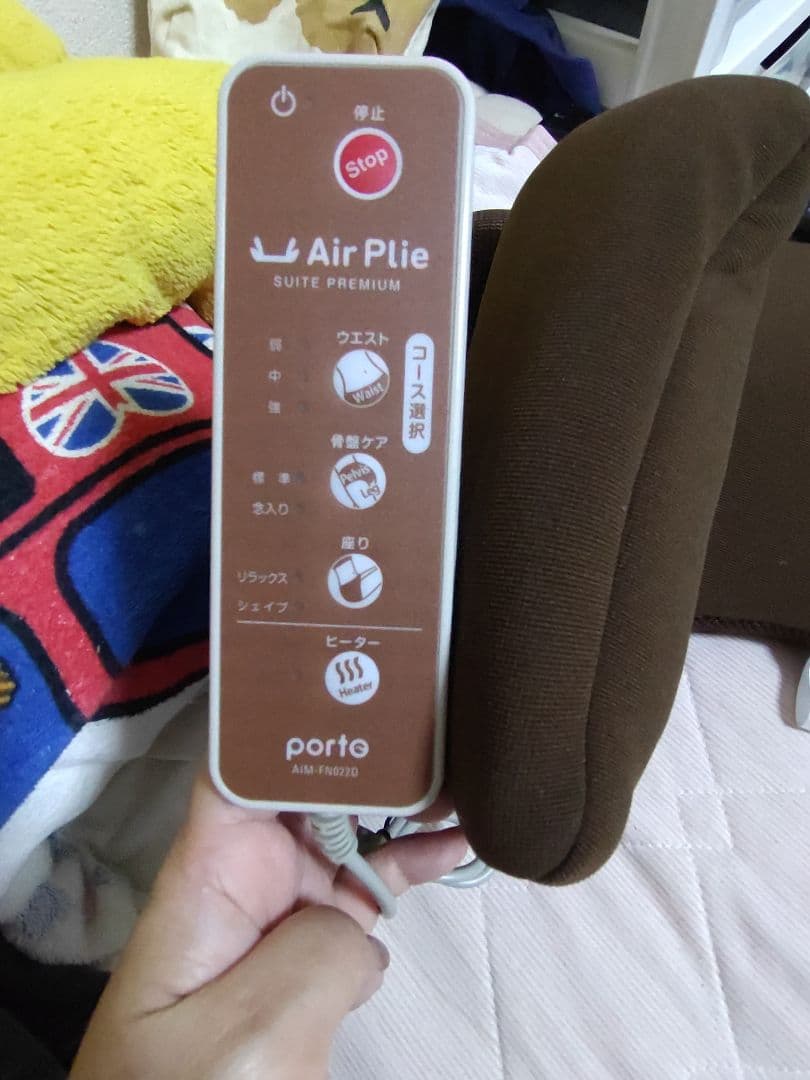 停止
Stop
Air Plie
SUITE PREMIUM
コース選択
ウエスト
Waist
弱
中
強
骨盤ケア
Pelvis
Leg
標準
念入り
座り
リラックス
シェイプ
ヒーター
Heater
porto
AIM-FN022D